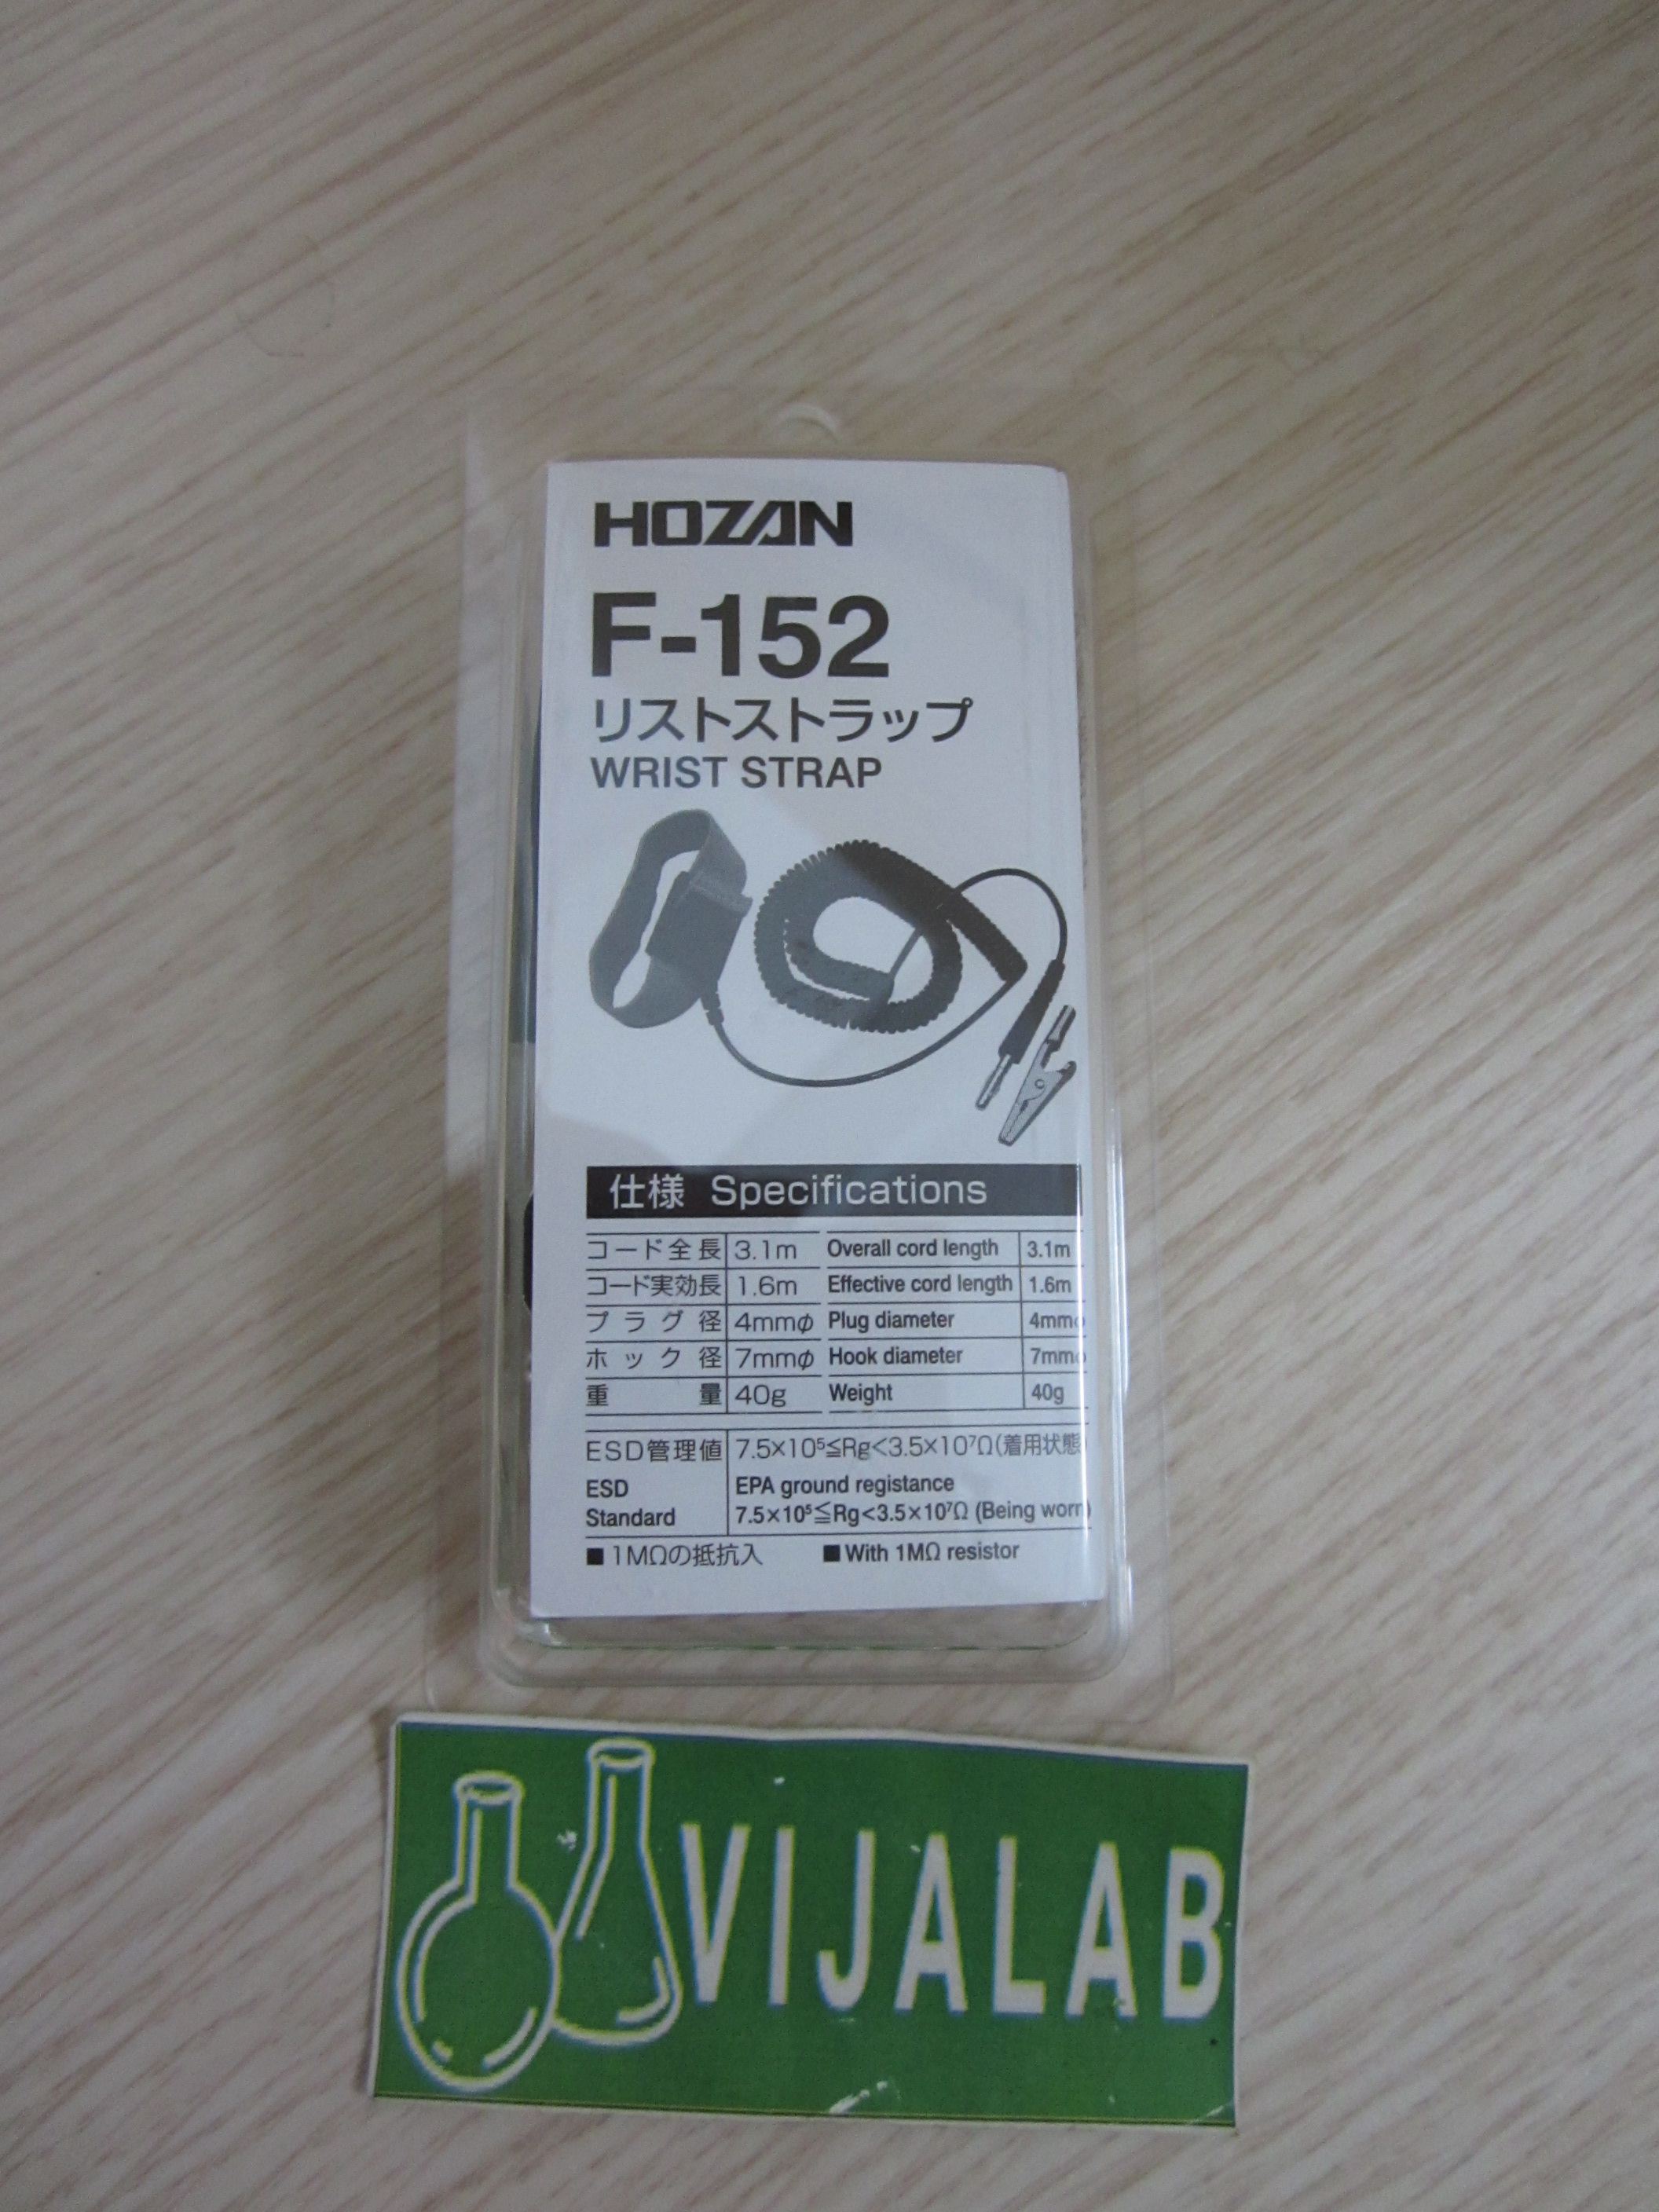 HOZAN
F-152
リストストラップ
WRIST STRAP
仕様 Specifications
コード全長 3.1m Overall cord length 3.1m
コード実効長 1.6m Effective cord length 1.6m
プラグ径 4mmφ Plug diameter 4mmφ
ホック径 7mmφ Hook diameter 7mmφ
重量 40g Weight 40g
ESD管理値 7.5×10⁵≦Rg<3.5×10⁷Ω(着用状態
ESD EPA ground registance
Standard 7.5×10⁵≦Rg<3.5×10⁷Ω (Being worn)
■ 1MΩの抵抗入 ■ With 1MΩ resistor
VIJALAB